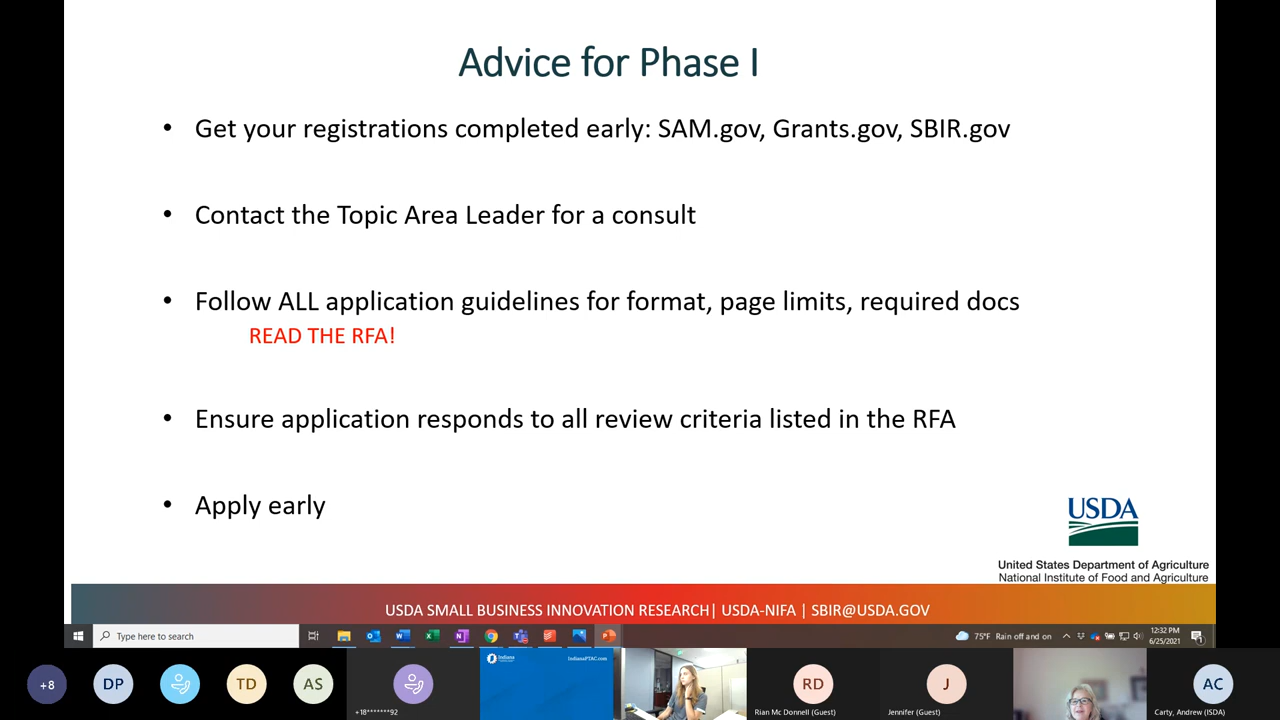 Advice for Phase I
• Get your registrations completed early: SAM.gov, Grants.gov, SBIR.gov
• Contact the Topic Area Leader for a consult
• Follow ALL application guidelines for format, page limits, required docs
READ THE RFA!
• Ensure application responds to all review criteria listed in the RFA
• Apply early
USDA
United States Department of Agriculture
National Institute of Food and Agriculture
USDA SMALL BUSINESS INNOVATION RESEARCH| USDA-NIFA | SBIR@USDA.GOV
Type here to search
75°F Rain off and on
12:32 PM
6/25/2021
+8
DP
TD
AS
+18*******92
Indiana
IndianaPTAC.com
RD
Rian Mc Donnell (Guest)
J
Jennifer (Guest)
AC
Carty, Andrew (ISDA)